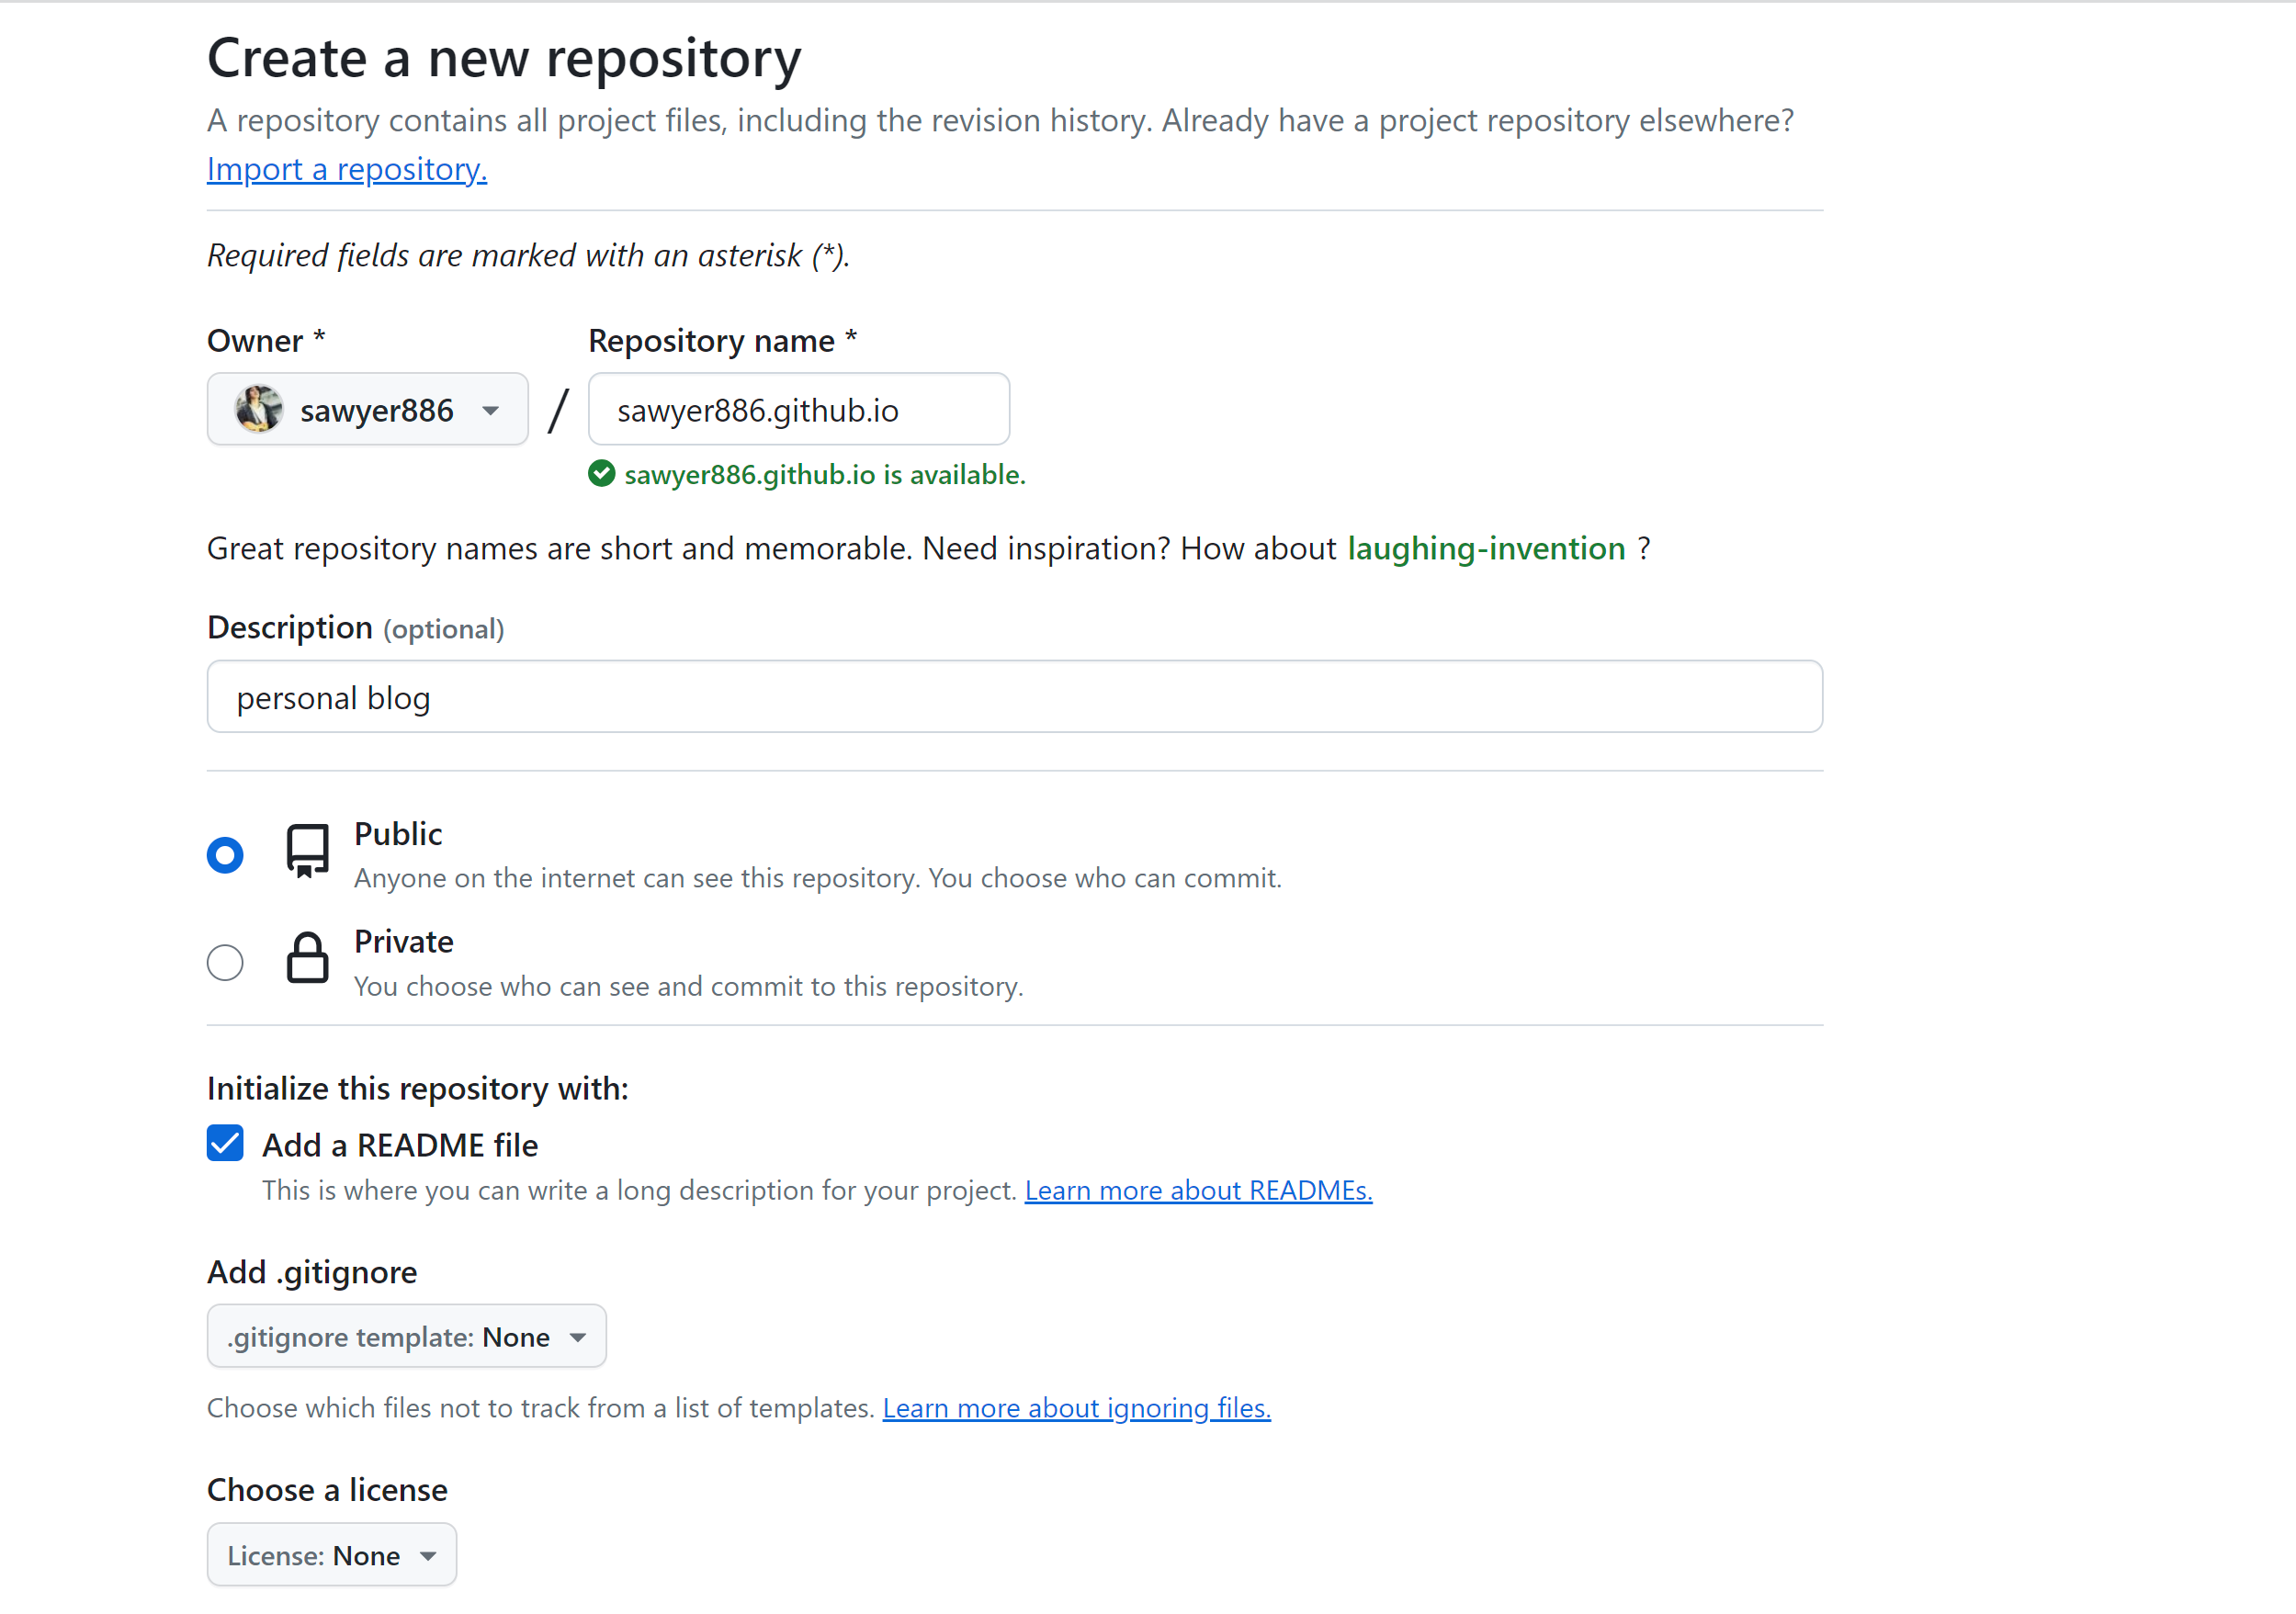 Create a new repository
A repository contains all project files, including the revision history. Already have a project repository elsewhere?
Import a repository.
Required fields are marked with an asterisk (*).
Owner * Repository name *
sawyer886 / sawyer886.github.io
sawyer886.github.io is available.
Great repository names are short and memorable. Need inspiration? How about laughing-invention ?
Description (optional)
personal blog
Public
Anyone on the internet can see this repository. You choose who can commit.
Private
You choose who can see and commit to this repository.
Initialize this repository with:
Add a README file
This is where you can write a long description for your project. Learn more about READMEs.
Add .gitignore
.gitignore template: None
Choose which files not to track from a list of templates. Learn more about ignoring files.
Choose a license
License: None